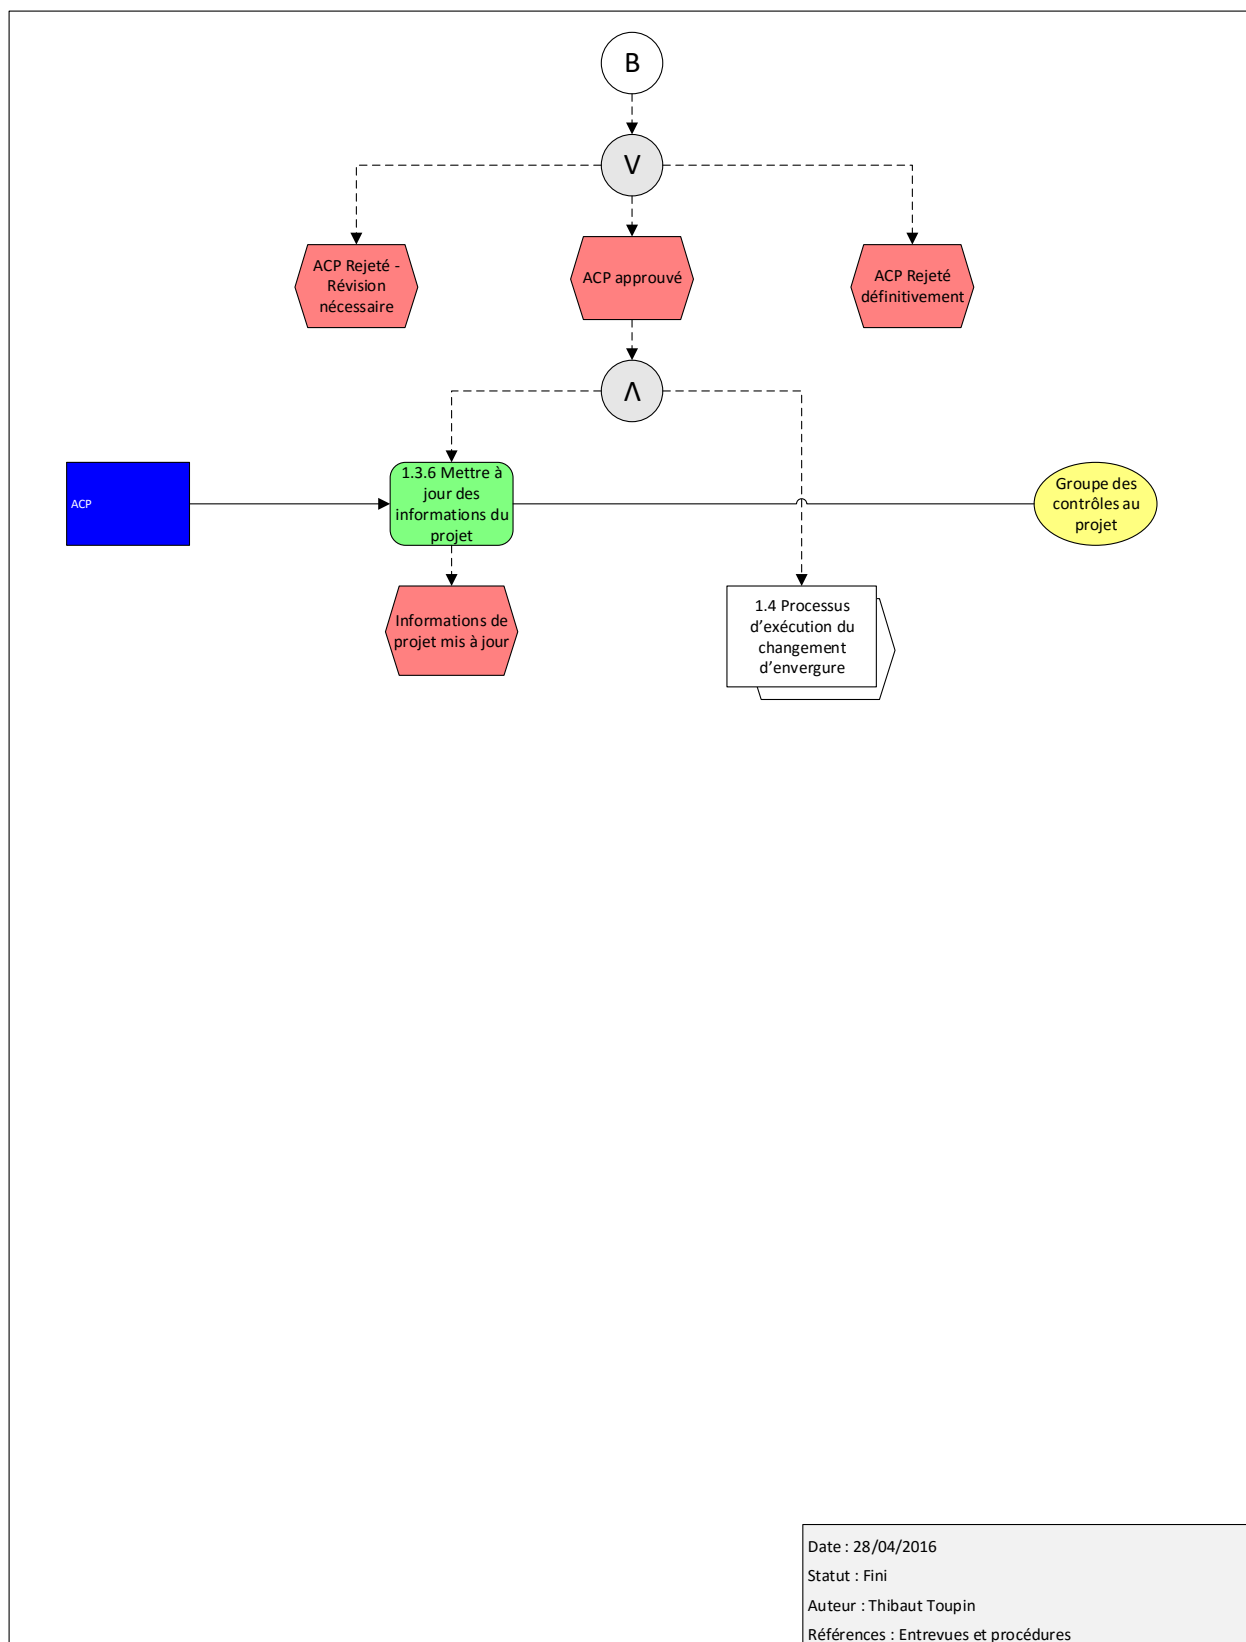 B
V
ACP Rejeté -
Révision
nécessaire
ACP approuvé
ACP Rejeté
définitivement
Λ
ACP
1.3.6 Mettre à
jour des
informations du
projet
Groupe des
contrôles au
projet
Informations de
projet mis à jour
1.4 Processus
d’exécution du
changement
d’envergure
Date : 28/04/2016
Statut : Fini
Auteur : Thibaut Toupin
Références : Entrevues et procédures